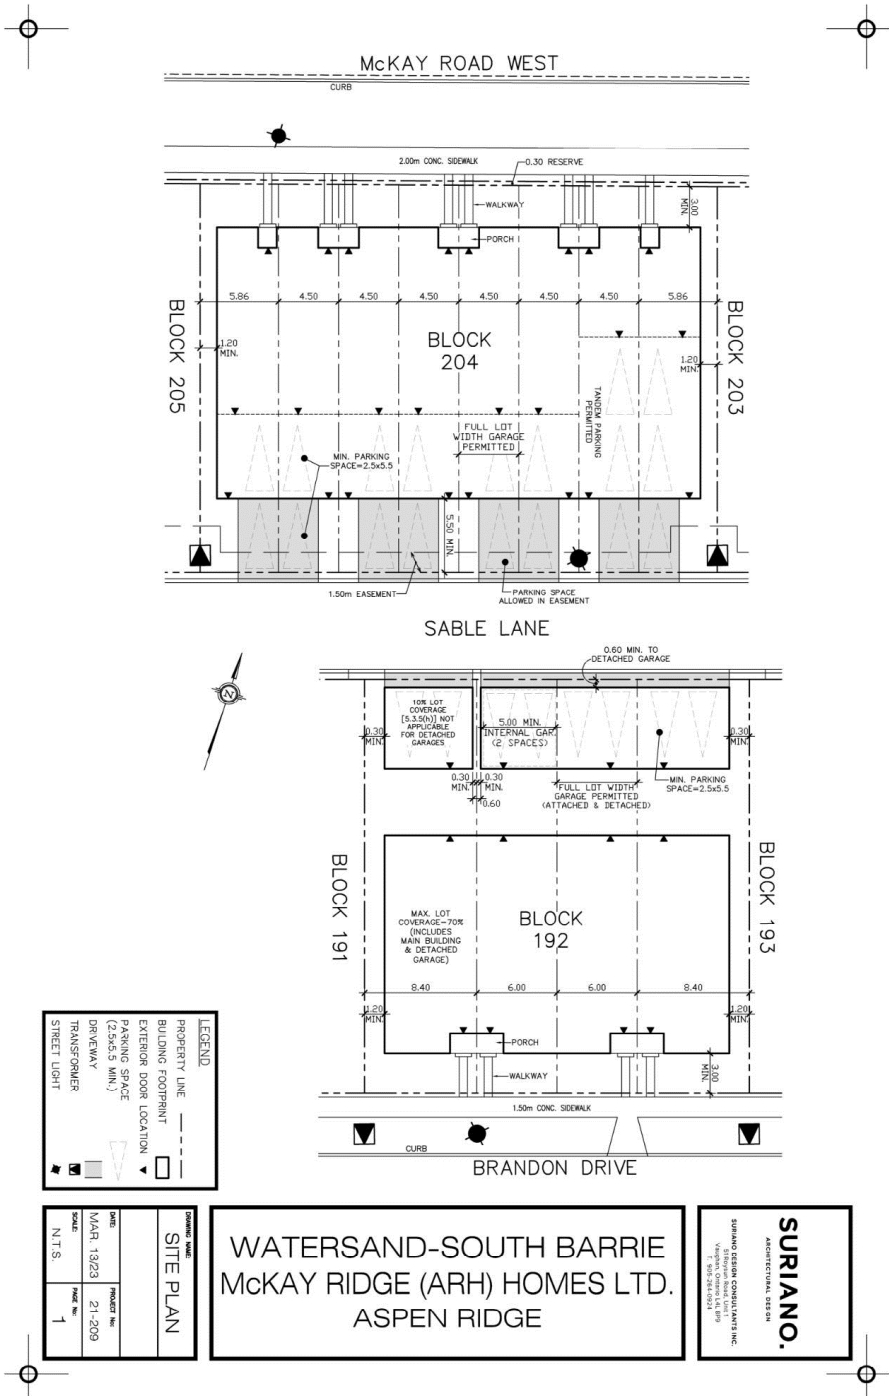 McKAY ROAD WEST
CURB
2.00m CONC. SIDEWALK
0.30 RESERVE
WALKWAY
3.00
MIN.
PORCH
5.86
4.50
4.50
4.50
4.50
4.50
4.50
5.86
BLOCK 205
BLOCK
204
BLOCK 203
1.20
MIN.
1.20
MIN.
TANDEM PARKING
PERMITTED
FULL LOT
WIDTH GARAGE
PERMITTED
MIN. PARKING
SPACE=2.5x5.5
5.50 MIN.
1.50m EASEMENT
PARKING SPACE
ALLOWED IN EASEMENT
SABLE LANE
N
0.60 MIN. TO
DETACHED GARAGE
10% LOT
COVERAGE
[5.3.5(h)] NOT
APPLICABLE
FOR DETACHED
GARAGES
5.00 MIN.
INTERNAL GAR.
(2 SPACES)
0.30
MIN.
0.30
MIN.
0.30
MIN.
0.30
MIN.
0.60
FULL LOT WIDTH
GARAGE PERMITTED
(ATTACHED & DETACHED)
MIN. PARKING
SPACE=2.5x5.5
BLOCK 191
BLOCK
192
BLOCK 193
MAX. LOT
COVERAGE-70%
(INCLUDES
MAIN BUILDING
& DETACHED
GARAGE)
8.40
6.00
6.00
8.40
1.20
MIN.
1.20
MIN.
PORCH
WALKWAY
3.00
MIN.
1.50m CONC. SIDEWALK
CURB
BRANDON DRIVE
LEGEND
PROPERTY LINE
BUILDING FOOTPRINT
EXTERIOR DOOR LOCATION
PARKING SPACE
(2.5x5.5 MIN.)
DRIVEWAY
TRANSFORMER
STREET LIGHT
DRAWING NAME:
SITE PLAN
DATE:
MAR. 13/23
PROJECT No:
21-209
SCALE:
N.T.S.
PAGE No:
1
WATERSAND-SOUTH BARRIE
McKAY RIDGE (ARH) HOMES LTD.
ASPEN RIDGE
SURIANO.
ARCHITECTURAL DESIGN
SURIANO DESIGN CONSULTANTS INC.
Vaughan, Ontario L4L 8P9
T. 905-264-0924